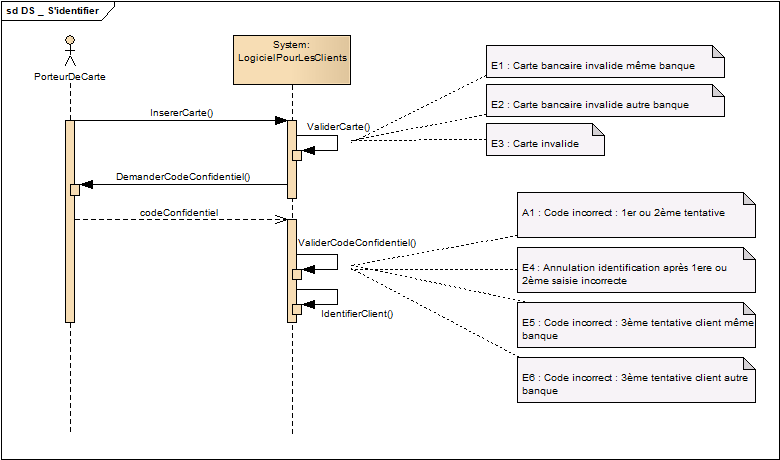 sd DS _ S'identifier
PorteurDeCarte
System:
LogicielPourLesClients
E1 : Carte bancaire invalide même banque
E2 : Carte bancaire invalide autre banque
E3 : Carte invalide
InsererCarte()
ValiderCarte()
DemanderCodeConfidentiel()
codeConfidentiel
A1 : Code incorrect : 1er ou 2ème tentative
ValiderCodeConfidentiel()
E4 : Annulation identification après 1ere ou
2ème saisie incorrecte
IdentifierClient()
E5 : Code incorrect : 3ème tentative client même
banque
E6 : Code incorrect : 3ème tentative client autre
banque